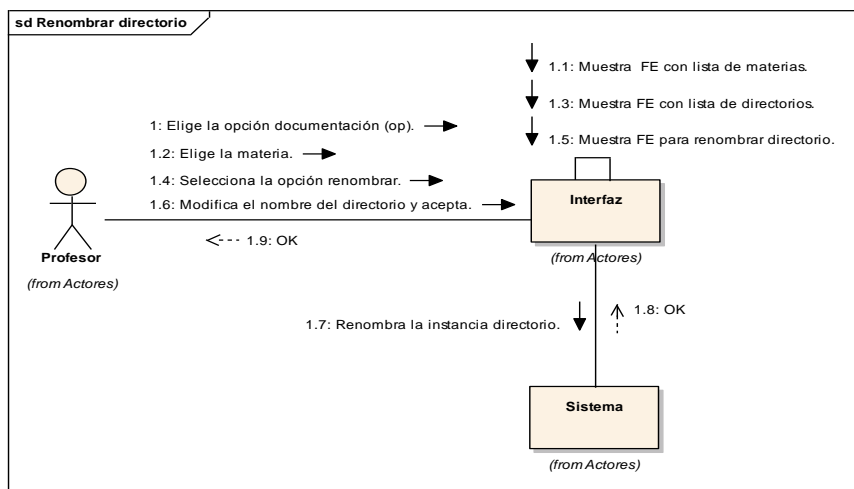 sd Renombrar directorio
1.1: Muestra FE con lista de materias.
1.3: Muestra FE con lista de directorios.
1: Elige la opción documentación (op).
1.5: Muestra FE para renombrar directorio.
1.2: Elige la materia.
1.4: Selecciona la opción renombrar.
1.6: Modifica el nombre del directorio y acepta.
Interfaz
1.9: OK
Profesor
(from Actores)
(from Actores)
1.7: Renombra la instancia directorio.
1.8: OK
Sistema
(from Actores)